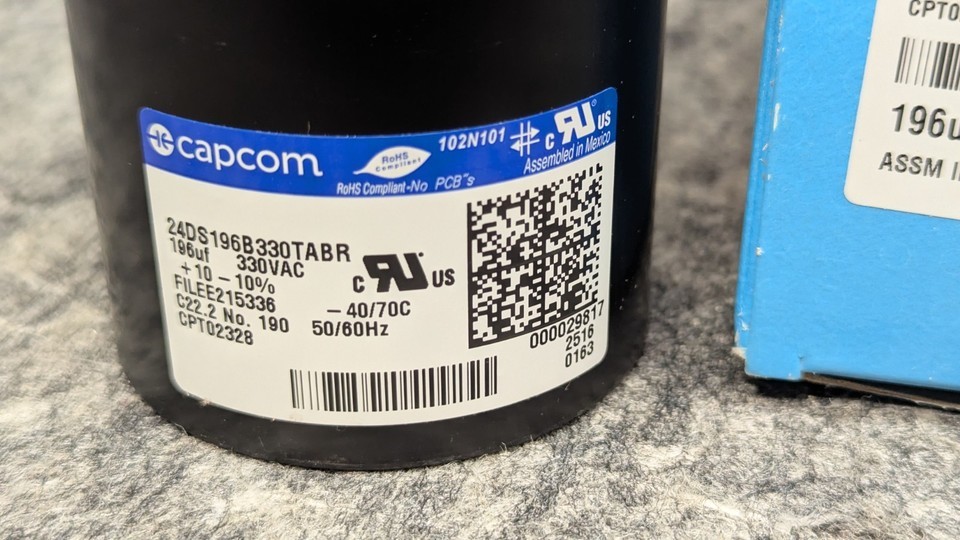 capcom
RoHS
Compliant
102N101
C US
Assembled in Mexico
RoHS Compliant-No PCB"s
24DS196B330TABR
196uf 330VAC
+10 -10%
FILEE215336
C22.2 No. 190
CPT02328
C US
-40/70C
50/60Hz
000029817
2516
0163
CPT0
196u
ASSM I